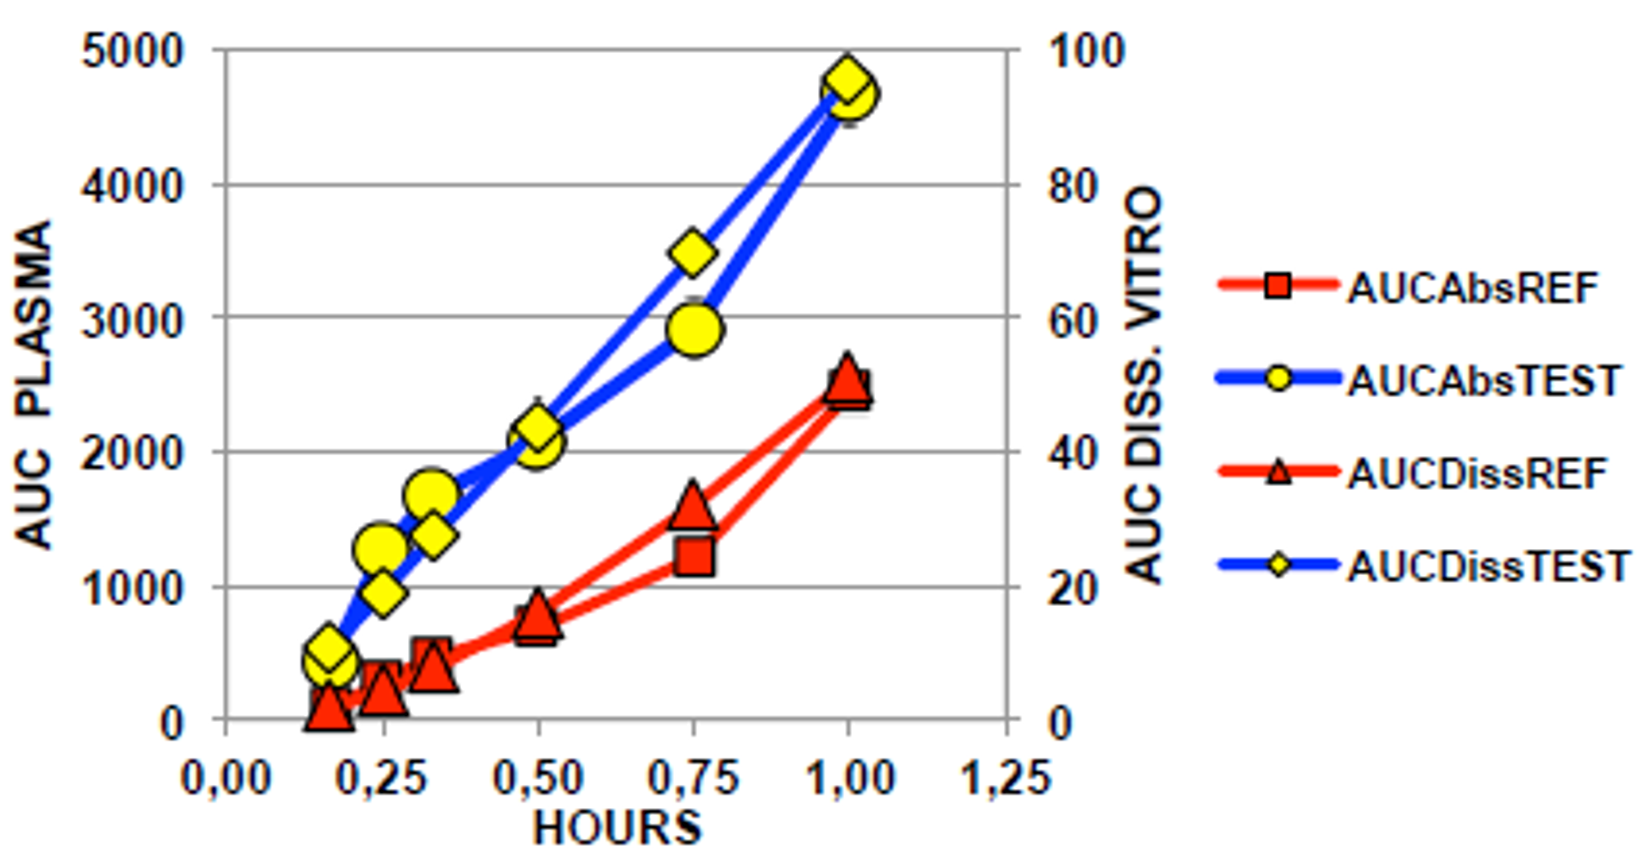 5000
4000
3000
2000
1000
0
AUC PLASMA
100
80
60
40
20
0
AUC DISS. VITRO
0,00 0,25 0,50 0,75 1,00 1,25
HOURS
AUCAbsREF
AUCAbsTEST
AUCDissREF
AUCDissTEST